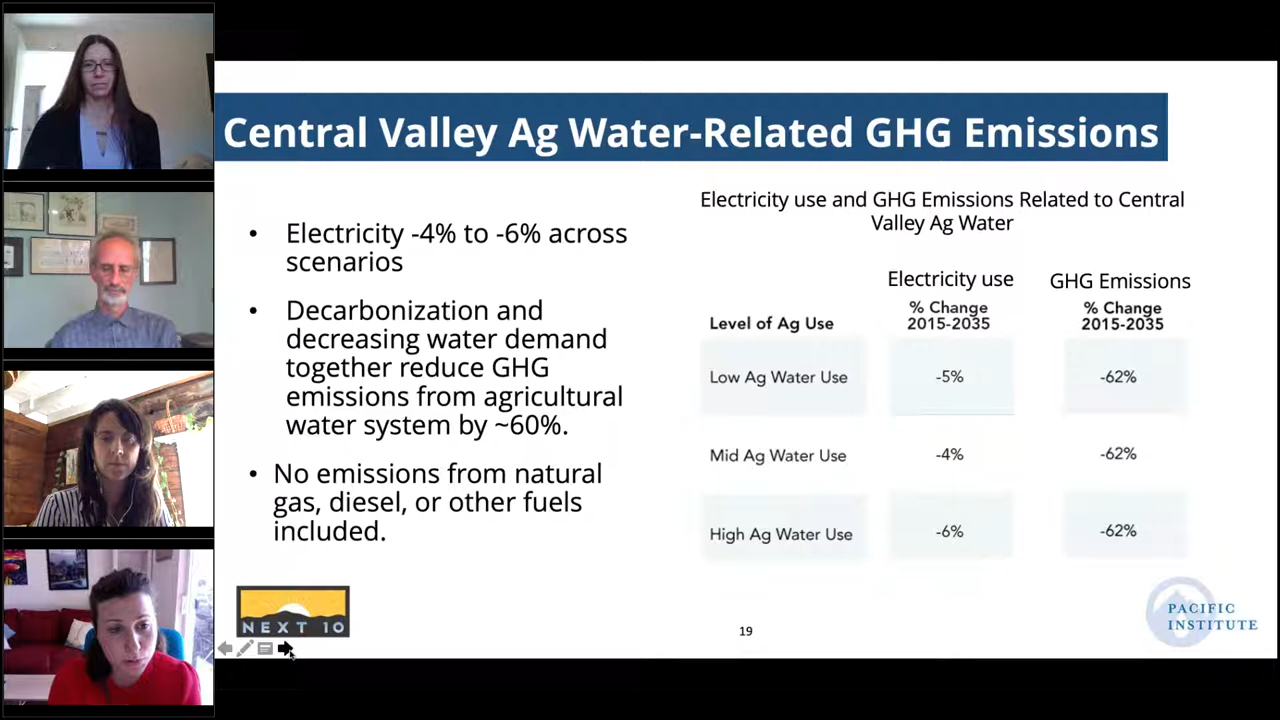 Central Valley Ag Water-Related GHG Emissions
• Electricity -4% to -6% across
scenarios
• Decarbonization and
decreasing water demand
together reduce GHG
emissions from agricultural
water system by ~60%.
• No emissions from natural
gas, diesel, or other fuels
included.
Electricity use and GHG Emissions Related to Central
Valley Ag Water
Electricity use GHG Emissions
Level of Ag Use % Change 2015-2035 % Change 2015-2035
Low Ag Water Use -5% -62%
Mid Ag Water Use -4% -62%
High Ag Water Use -6% -62%
NEXT 10
19
PACIFIC
INSTITUTE